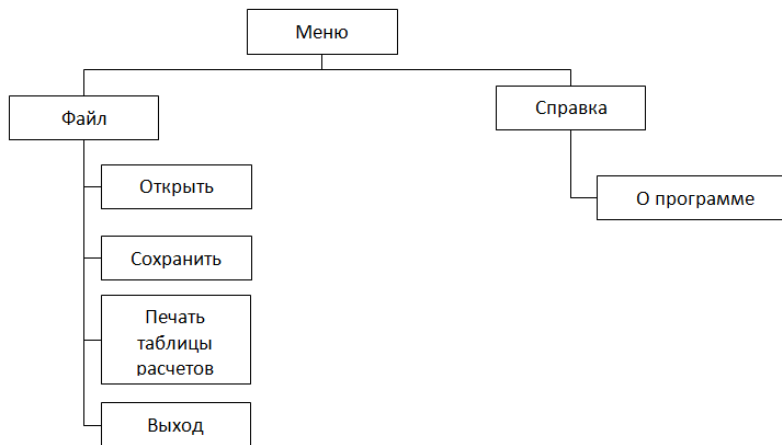 Меню
Файл
Справка
Открыть
О программе
Сохранить
Печать
таблицы
расчетов
Выход